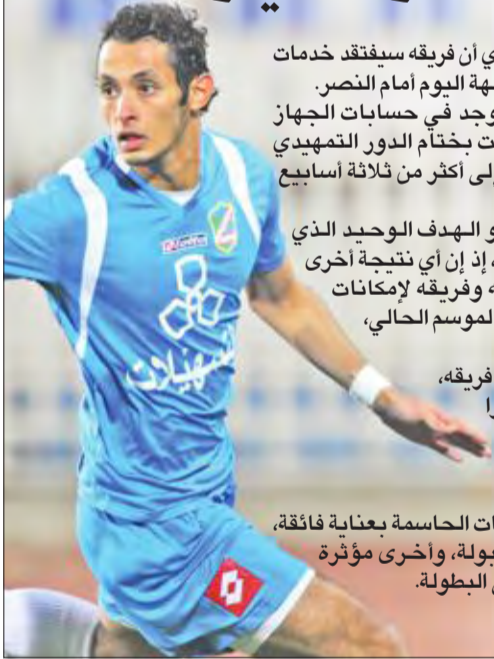 ي أن فريقه سيفتقد خدمات
هة اليوم أمام النصر.
وجد في حسابات الجهاز
ت بختام الدور التمهيدي
لى أكثر من ثلاثة أسابيع
و الهدف الوحيد الذي
، إذ إن أي نتيجة أخرى
ه وفريقه لإمكانات
لموسم الحالي،
فريقه،
ا
ات الحاسمة بعناية فائقة،
بولة، وأخرى مؤثرة
ي البطولة.